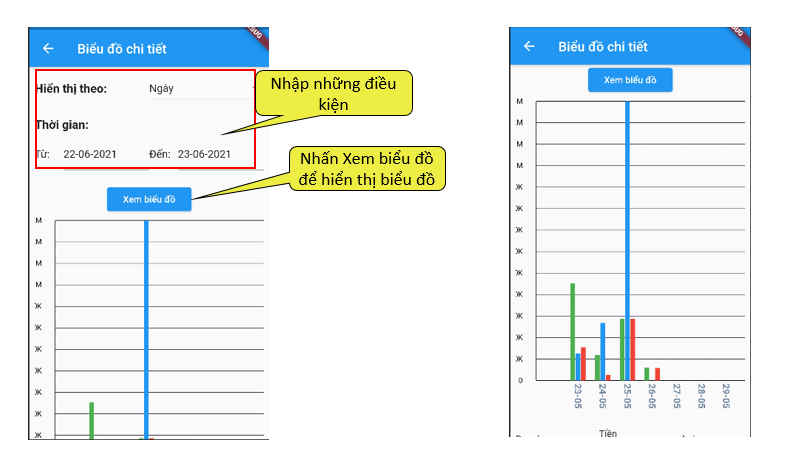 Biểu đồ chi tiết
Hiển thị theo:
Ngày
Thời gian:
Từ:
22-06-2021
Đến:
23-06-2021
Xem biểu đồ
Nhập những điều
kiện
Nhấn Xem biểu đồ
để hiển thị biểu đồ
M
M
M
M
Biểu đồ chi tiết
Xem biểu đồ
M
M
M
M
0
23-05
24-05
25-05
26-05
27-05
28-05
29-05
Tiền